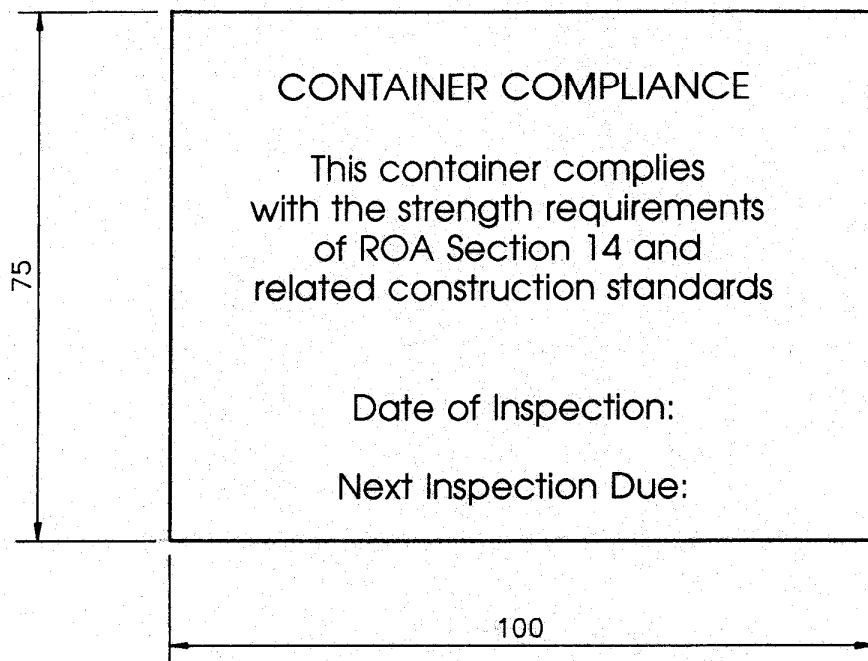 CONTAINER COMPLIANCE
This container complies
with the strength requirements
of ROA Section 14 and
related construction standards
75
Date of Inspection:
Next Inspection Due:
100